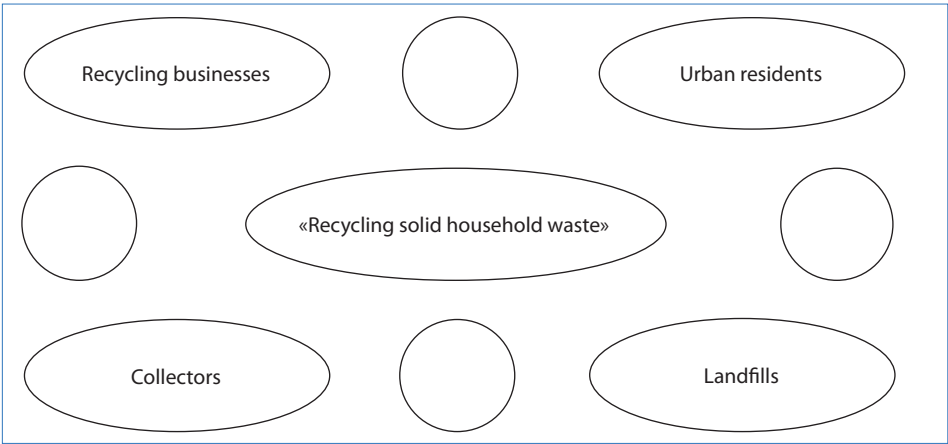 Recycling businesses
Urban residents
«Recycling solid household waste»
Collectors
Landfills